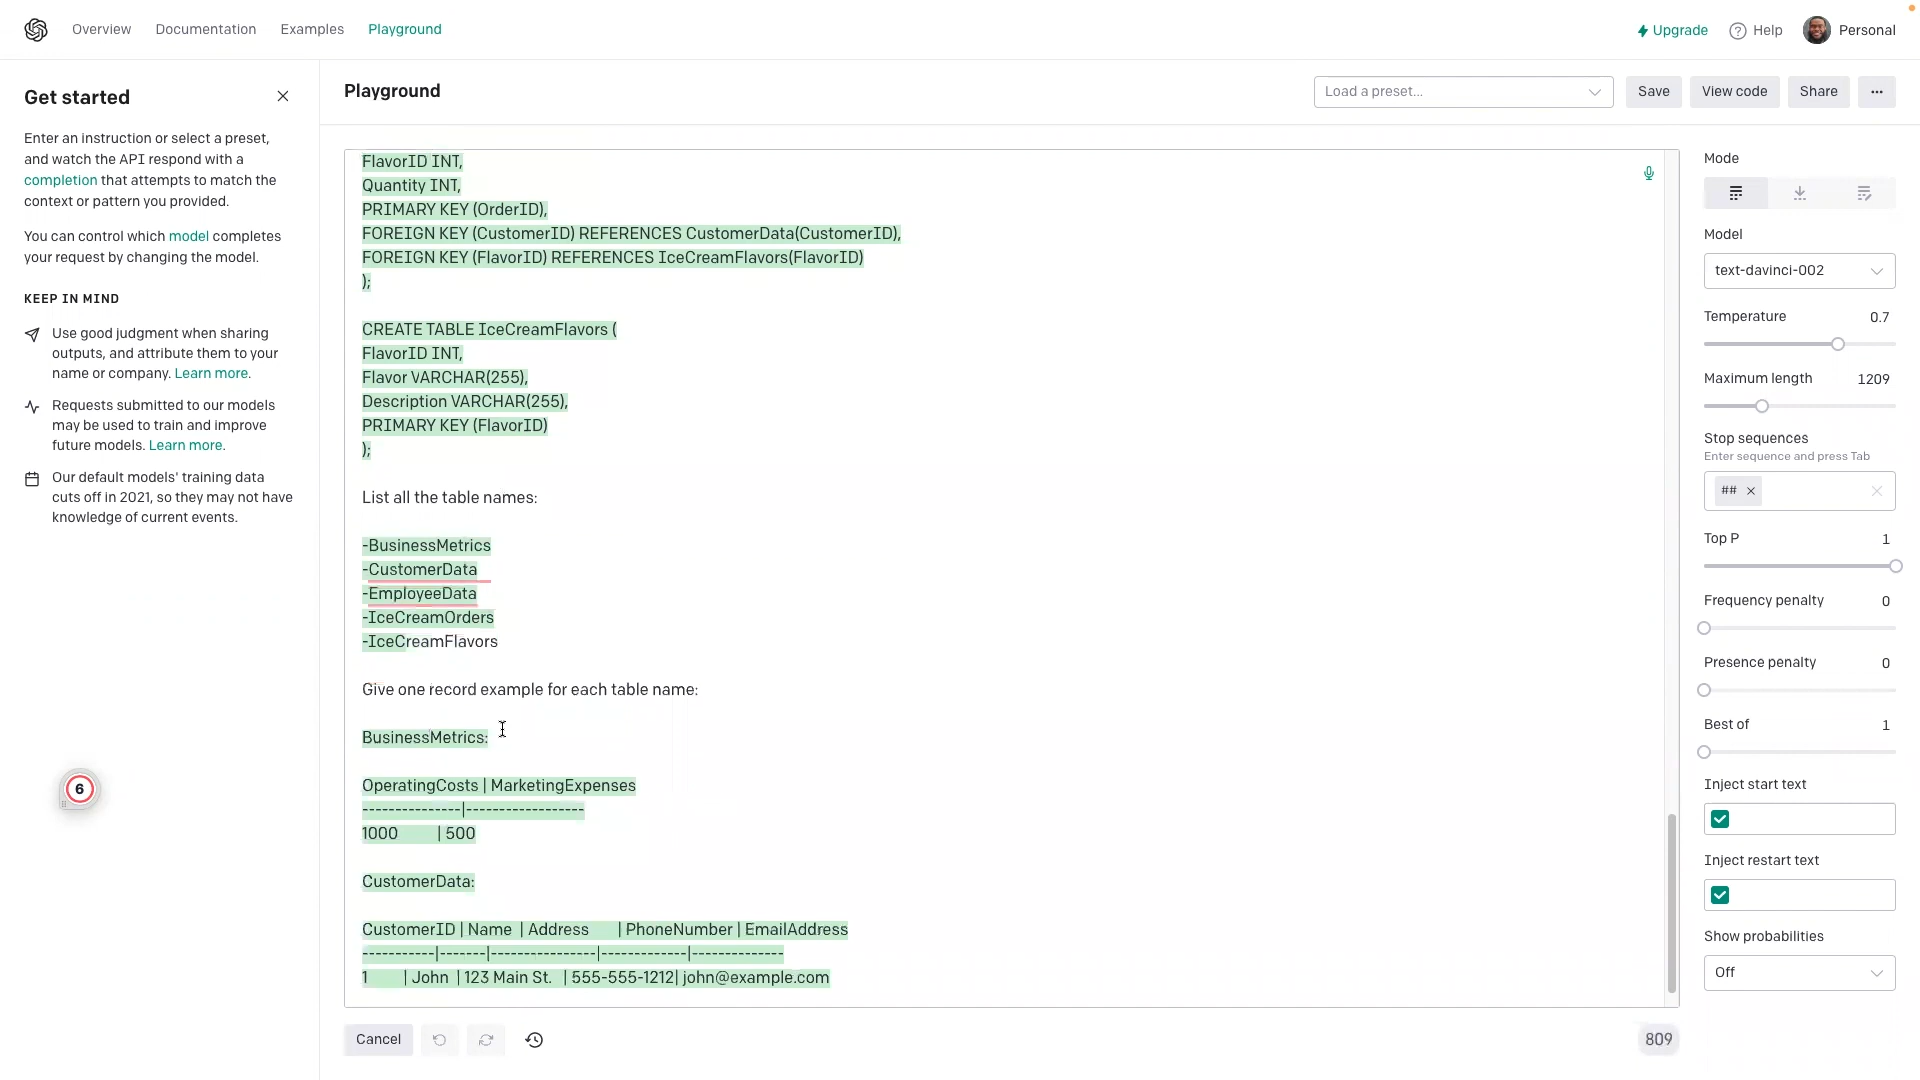 Overview Documentation Examples Playground
Upgrade Help Personal
Get started
Enter an instruction or select a preset,
and watch the API respond with a
completion that attempts to match the
context or pattern you provided.
You can control which model completes
your request by changing the model.
KEEP IN MIND
Use good judgment when sharing
outputs, and attribute them to your
name or company. Learn more.
Requests submitted to our models
may be used to train and improve
future models. Learn more.
Our default models' training data
cuts off in 2021, so they may not have
knowledge of current events.
6
Playground
Load a preset...
Save
View code
Share
...
FlavorID INT,
Quantity INT,
PRIMARY KEY (OrderID),
FOREIGN KEY (CustomerID) REFERENCES CustomerData(CustomerID),
FOREIGN KEY (FlavorID) REFERENCES IceCreamFlavors(FlavorID)
);
CREATE TABLE IceCreamFlavors (
FlavorID INT,
Flavor VARCHAR(255),
Description VARCHAR(255),
PRIMARY KEY (FlavorID)
);
List all the table names:
-BusinessMetrics
-CustomerData
-EmployeeData
-IceCreamOrders
-IceCreamFlavors
Give one record example for each table name:
BusinessMetrics:
OperatingCosts | MarketingExpenses
---------------|------------------
1000 | 500
CustomerData:
CustomerID | Name | Address | PhoneNumber | EmailAddress
-----------|-------|----------------|-------------|--------------
1 | John | 123 Main St. | 555-555-1212| john@example.com
Cancel
809
Mode
Model
text-davinci-002
Temperature 0.7
Maximum length 1209
Stop sequences
Enter sequence and press Tab
## ×
Top P 1
Frequency penalty 0
Presence penalty 0
Best of 1
Inject start text
Inject restart text
Show probabilities
Off